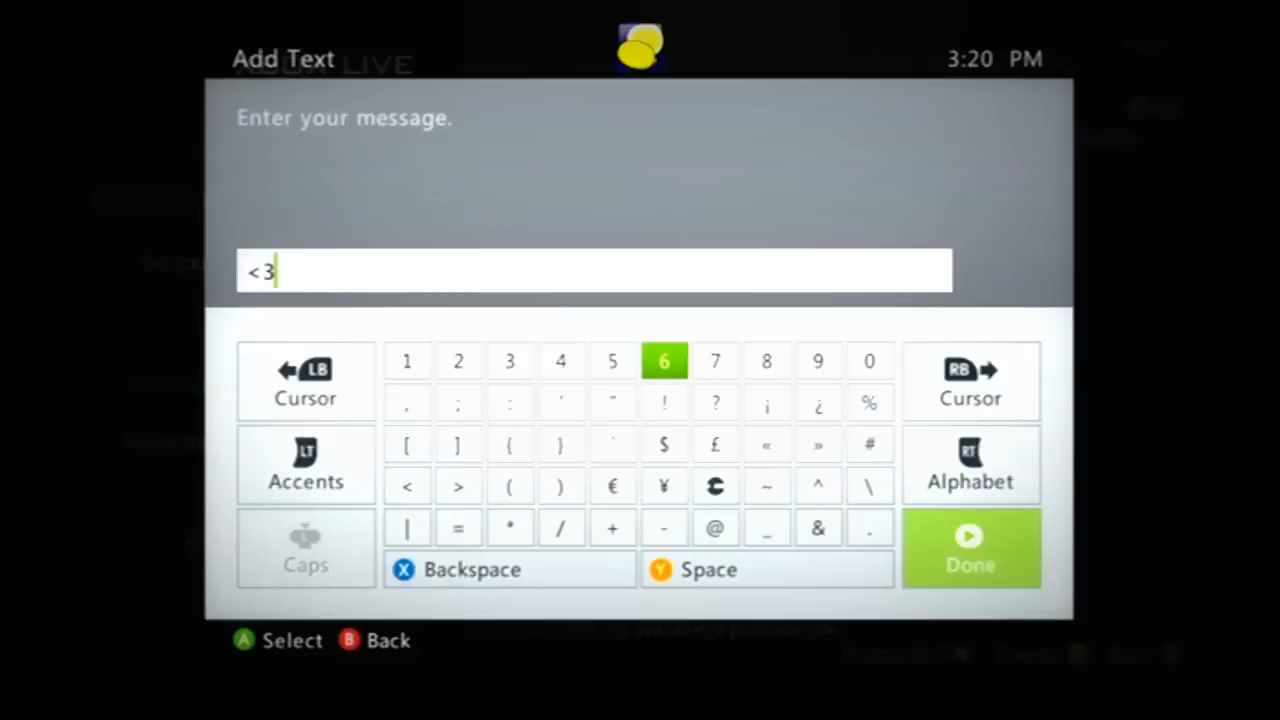 Add Text
LIVE
3:20 PM
Enter your message.
<3
LB
Cursor
1 2 3 4 5 6 7 8 9 0
RB
Cursor
, ; : ' " ! ? ¡ ¿ %
LT
Accents
[ ] { } ` $ £ « » #
RT
Alphabet
< > ( ) € ¥ ~ ^ \
Caps
| = * / + - @ _ & .
Done
X Backspace
Y Space
A Select B Back